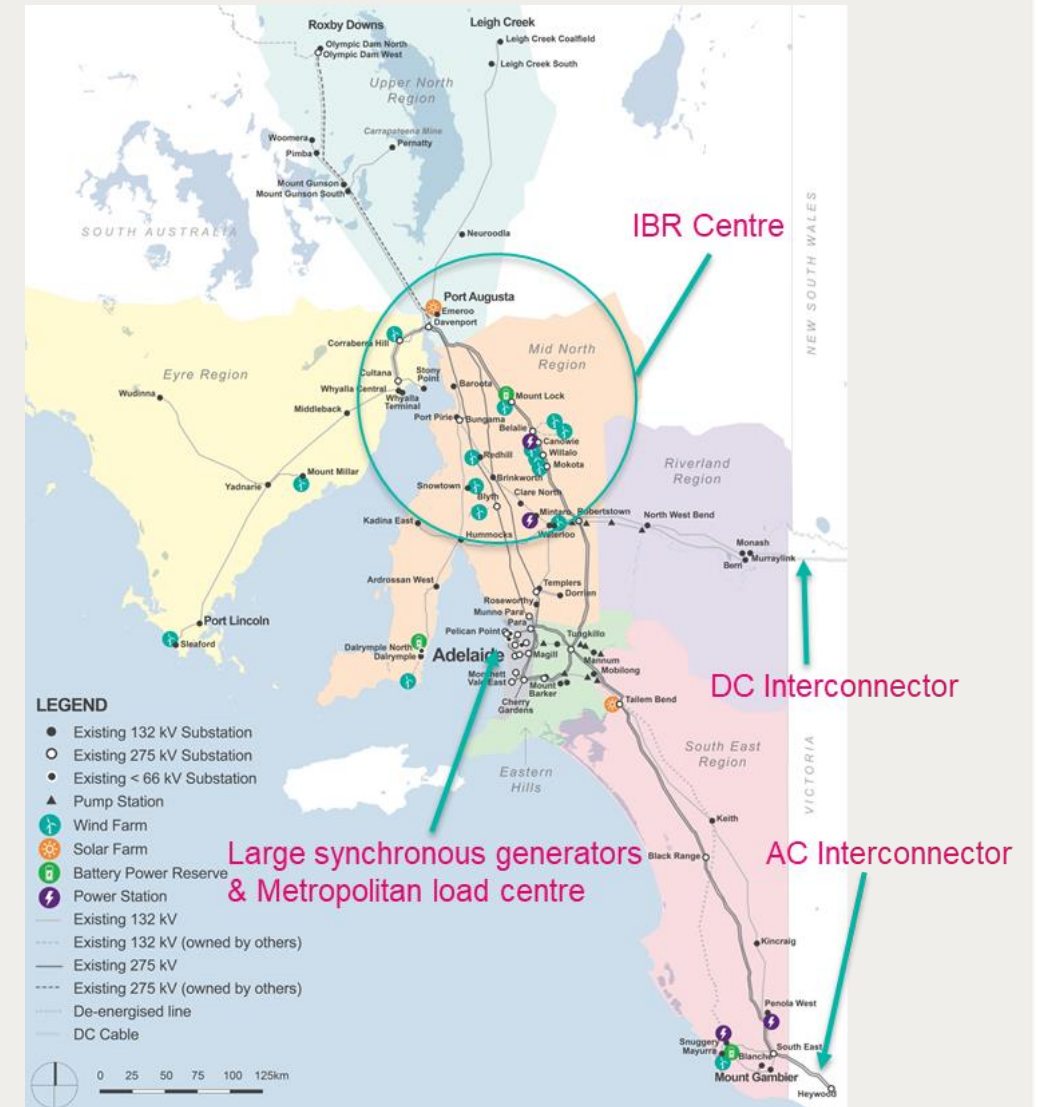 Roxby Downs
Leigh Creek
Olympic Dam North
Olympic Dam West
Leigh Creek Coalfield
Leigh Creek South
Upper North
Region
Carrapateena Mine
Pernatty
Woomera
Pimba
Mount Gunson
Mount Gunson South
SOUTH AUSTRALIA
Neuroodla
NEW SOUTH WALES
IBR Centre
Port Augusta
Emeroo
Davenport
Corraberra Hill
Mid North
Region
Eyre Region
Cultana
Stony
Point
Whyalla Central
Whyalla
Terminal
Baroota
Mount Lock
Wudinna
Middleback
Port Pirie
Bungama
Belalie
Canowie
Willalo
Mokota
Redhill
Riverland
Region
Mount Millar
Yadnarie
Snowtown
Brinkworth
Blyth
Clare North
Mintaro
Robertstown
North West Bend
Kadina East
Waterloo
Hummocks
Monash
Murraylink
Berri
Ardrossan West
Templers
Dorrien
Roseworthy
Munno Para
Para
Port Lincoln
Sleaford
Pelican Point
Tungkillo
Dalrymple North
Dalrymple
Adelaide
Magill
Mannum
Mobilong
Morphett
Vale East
Mount
Barker
Cherry
Gardens
DC Interconnector
Tailem Bend
LEGEND
Existing 132 kV Substation
Existing 275 kV Substation
Existing < 66 kV Substation
Pump Station
Wind Farm
Solar Farm
Battery Power Reserve
Power Station
Existing 132 kV
Existing 132 kV (owned by others)
Existing 275 kV
Existing 275 kV (owned by others)
De-energised line
DC Cable
0 25 50 75 100 125km
South East
Region
VICTORIA
Eastern
Hills
Keith
Large synchronous generators
& Metropolitan load centre
Black Range
AC Interconnector
Kincraig
Penola West
Snuggery
Mayurra
Blanche
South East
Mount Gambier
Heywood